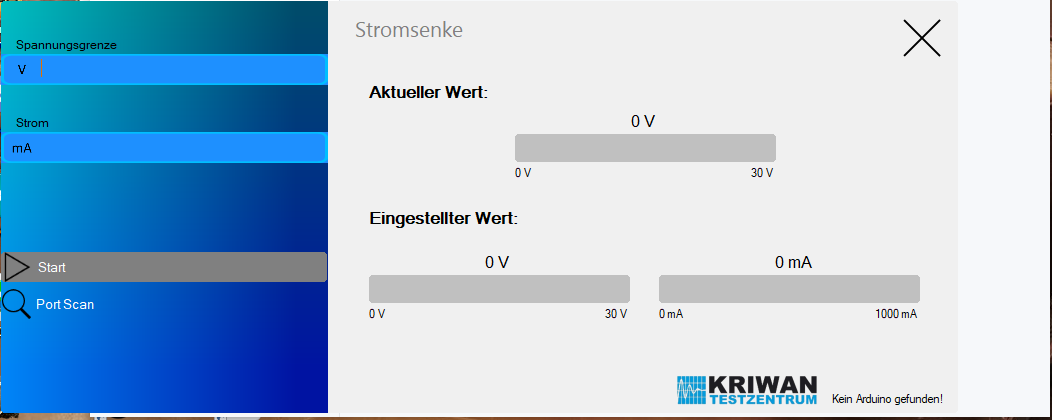 Spannungsgrenze
V
Strom
mA
Start
Port Scan
Stromsenke
Aktueller Wert:
0 V
0 V 30 V
Eingestellter Wert:
0 V 0 mA
0 V 30 V 0 mA 1000 mA
KRIWAN
TESTZENTRUM
Kein Arduino gefunden!